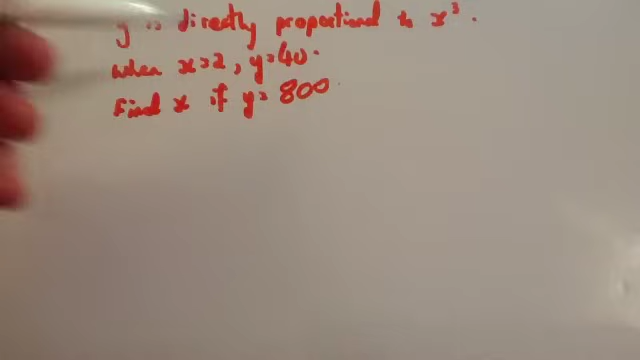 y is directly proportional to x³.
when x=2, y=40.
Find x if y= 800